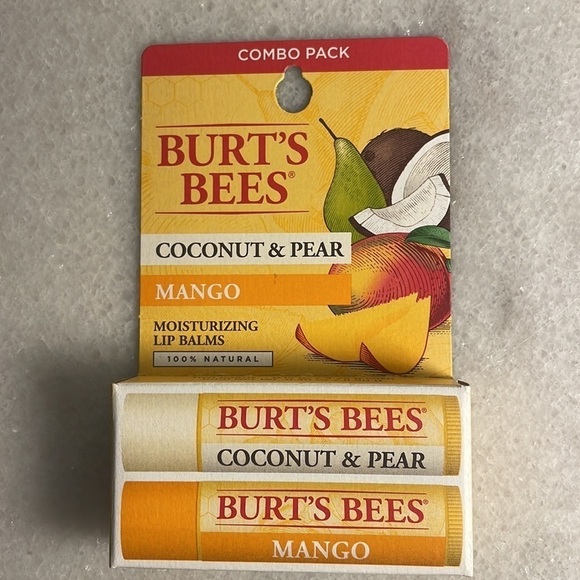 COMBO PACK
BURT'S
BEES®
COCONUT & PEAR
MANGO
MOISTURIZING
LIP BALMS
100% NATURAL
BURT'S BEES®
COCONUT & PEAR
BURT'S BEES®
MANGO